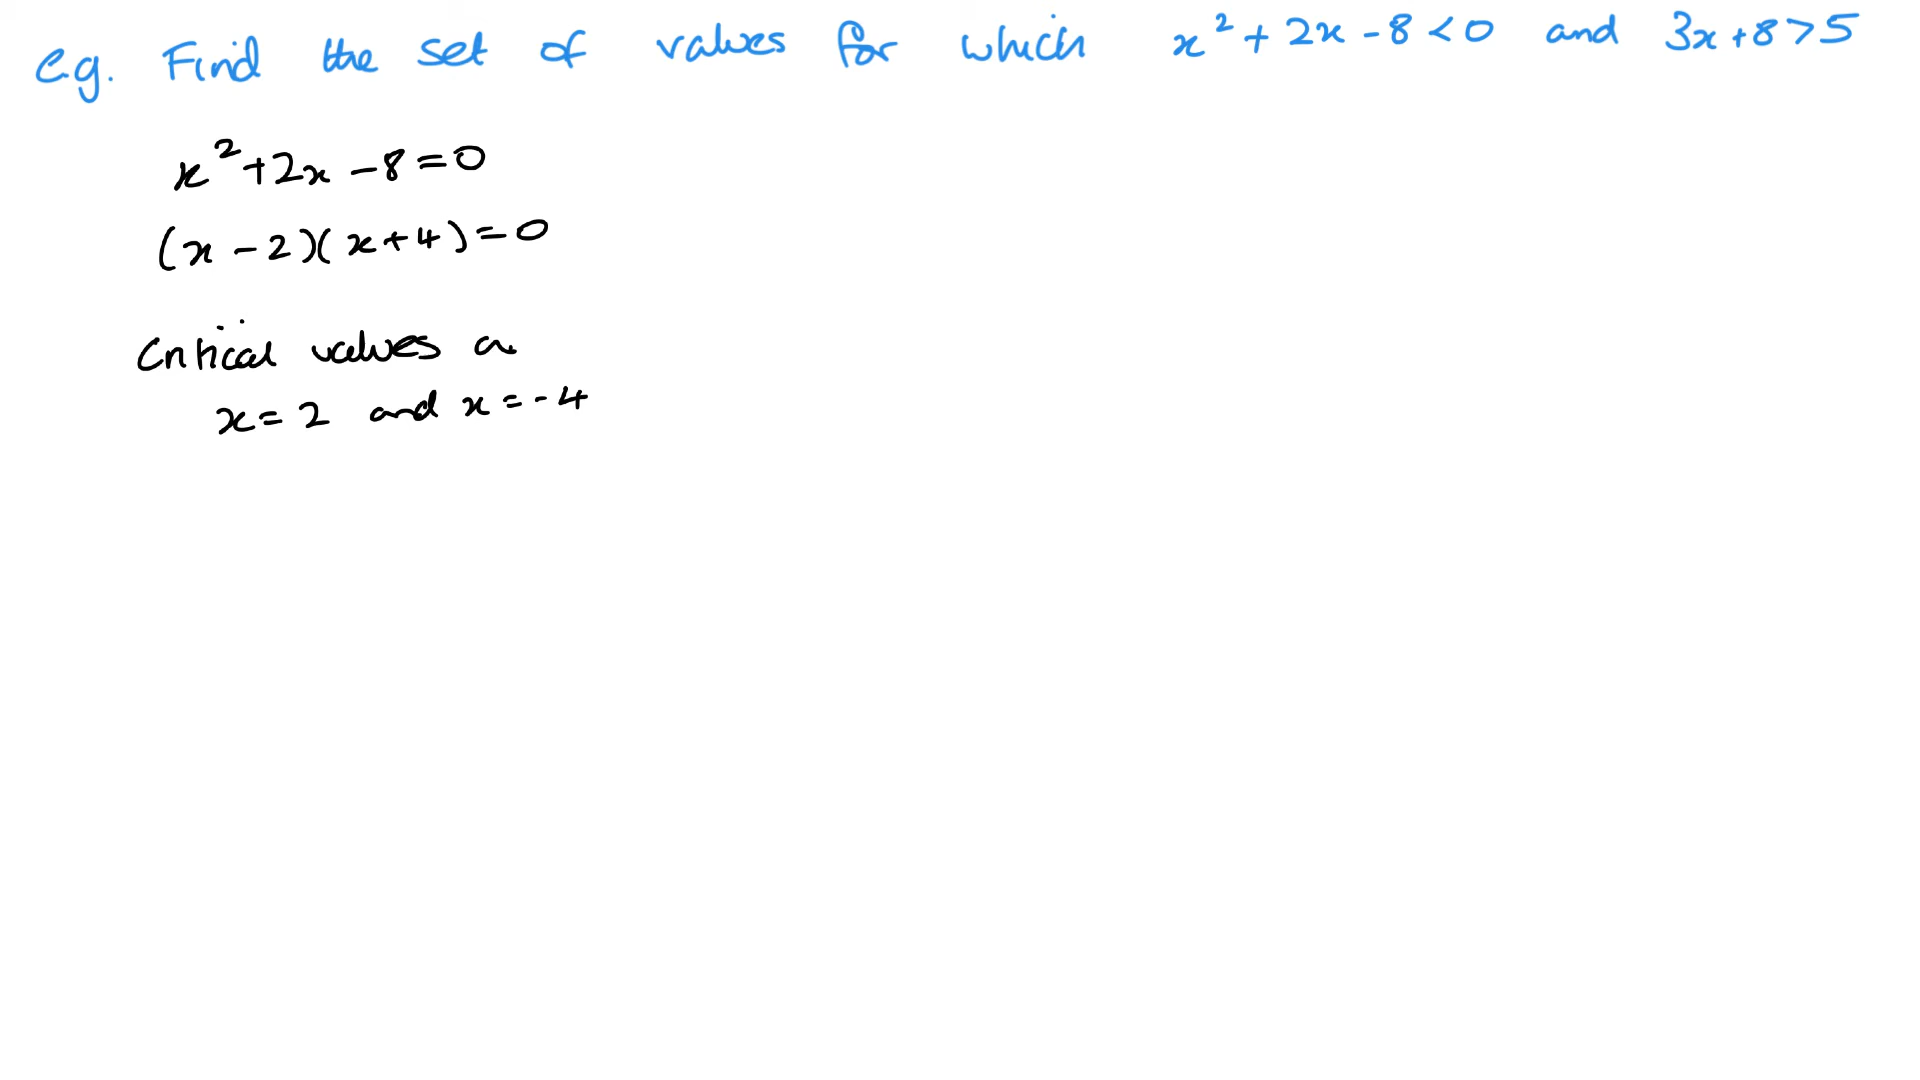 e.g. Find the set of values for which x² + 2x - 8 < 0 and 3x + 8 > 5
x² + 2x - 8 = 0
(x - 2)(x + 4) = 0
Critical values a
x = 2 and x = -4